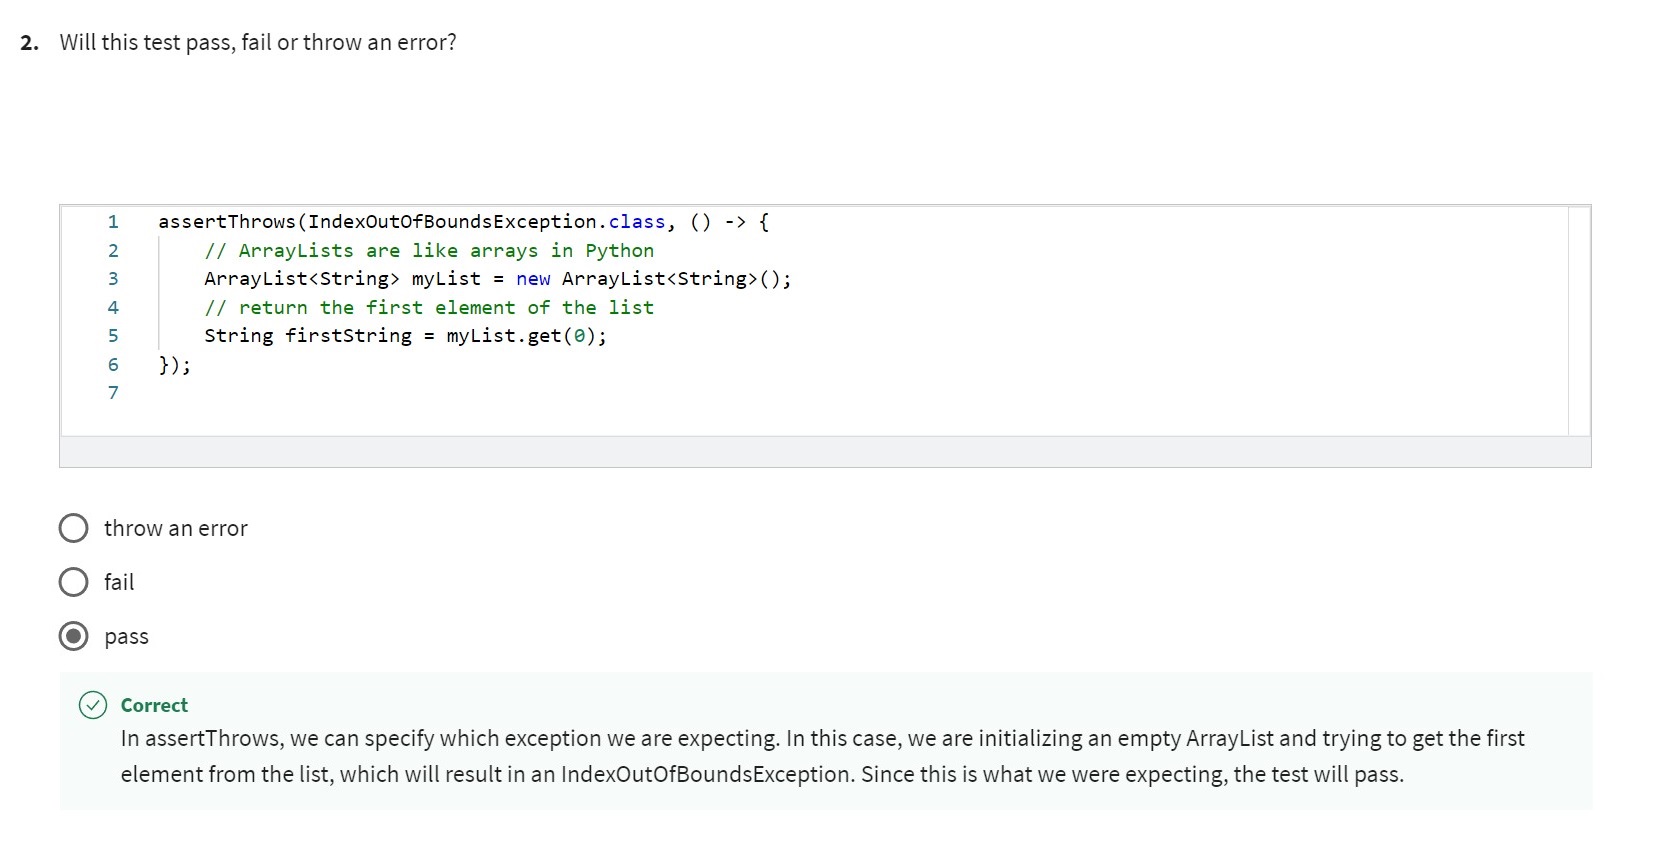 2. Will this test pass, fail or throw an error?
1 assertThrows(IndexOutOfBoundsException.class, () -> {
2 // ArrayLists are like arrays in Python
3 ArrayList<String> myList = new ArrayList<String>();
4 // return the first element of the list
5 String firstString = myList.get(0);
6 });
7
throw an error
fail
pass
Correct
In assertThrows, we can specify which exception we are expecting. In this case, we are initializing an empty ArrayList and trying to get the first
element from the list, which will result in an IndexOutOfBoundsException. Since this is what we were expecting, the test will pass.